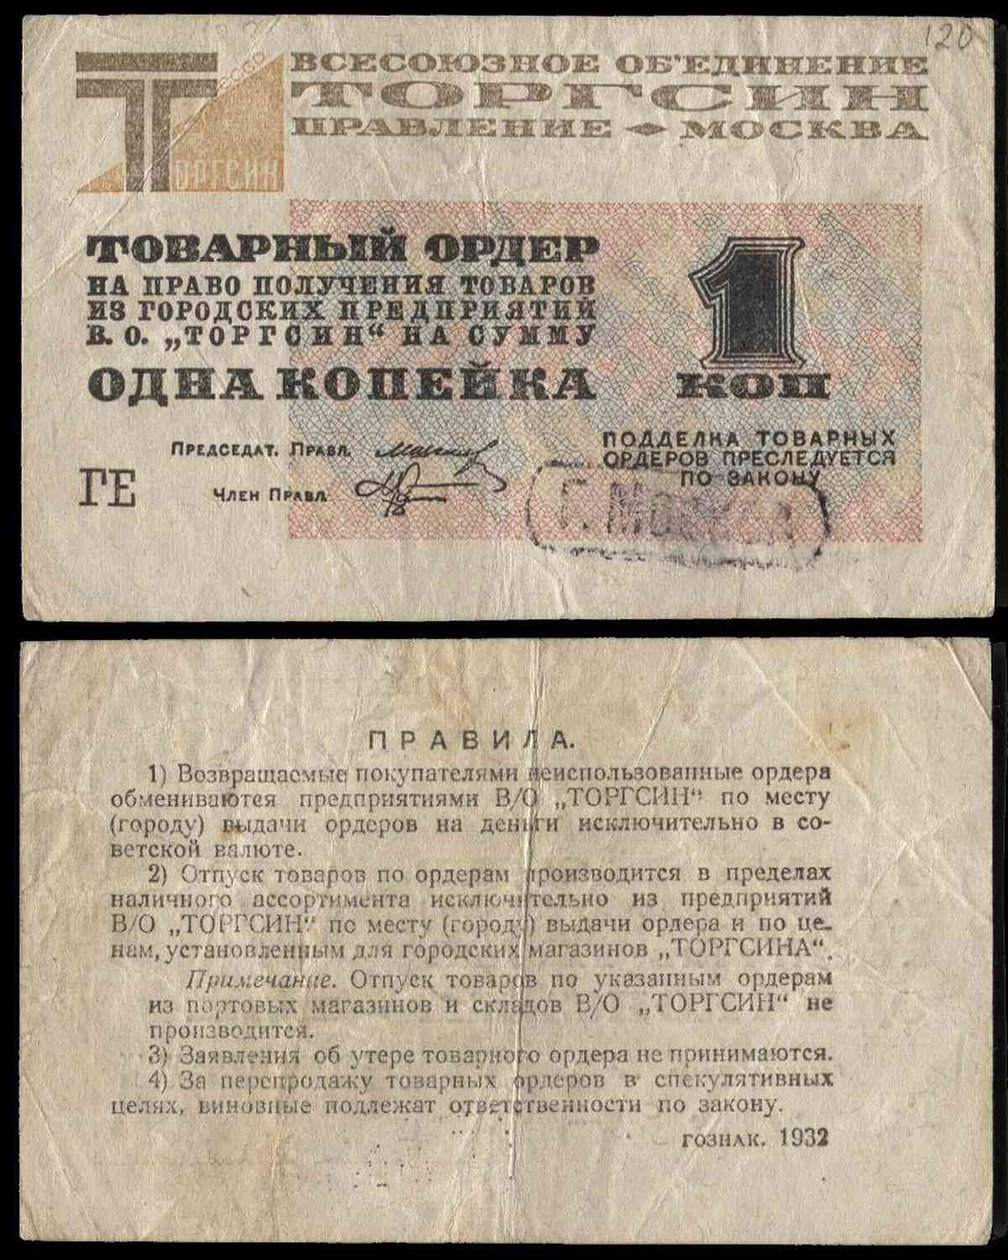 120
СССР
ТОРГСИН
ВСЕСОЮЗНОЕ ОБ'ЕДИНЕНИЕ
ТОРГСИН
ПРАВЛЕНИЕ МОСКВА
ТОВАРНЫЙ ОРДЕР
НА ПРАВО ПОЛУЧЕНИЯ ТОВАРОВ
ИЗ ГОРОДСКИХ ПРЕДПРИЯТИЙ
В. О. „ТОРГСИН“ НА СУММУ
ОДНА КОПЕЙКА
1
КОП
ПРЕДСЕДАТ. ПРАВЛ.
ЧЛЕН ПРАВЛ
ГЕ
ПОДДЕЛКА ТОВАРНЫХ
ОРДЕРОВ ПРЕСЛЕДУЕТСЯ
ПО ЗАКОНУ
Г. Москва
ПРАВИЛА.
1) Возвращаемые покупателями неиспользованные ордера
обмениваются предприятиями В/О „ТОРГСИН“ по месту
(городу) выдачи ордеров на деньги исключительно в со-
ветской валюте.
2) Отпуск товаров по ордерам производится в пределах
наличного ассортимента исключительно из предприятий
В/О „ТОРГСИН“ по месту (городу) выдачи ордера и по це-
нам, установленным для городских магазинов „ТОРГСИНА“.
Примечание. Отпуск товаров по указанным ордерам
из портовых магазинов и складов В/О „ТОРГСИН“ не
производится.
3) Заявления об утере товарного ордера не принимаются.
4) За перепродажу товарных ордеров в спекулятивных
целях, виновные подлежат ответственности по закону.
ГОЗНАК. 1932